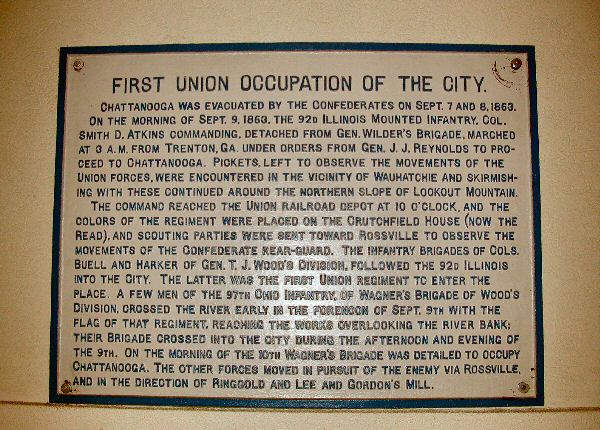 FIRST UNION OCCUPATION OF THE CITY.
CHATTANOOGA WAS EVACUATED BY THE CONFEDERATES ON SEPT. 7 AND 8, 1863.
ON THE MORNING OF SEPT. 9, 1863, THE 92D ILLINOIS MOUNTED INFANTRY, COL.
SMITH D. ATKINS COMMANDING, DETACHED FROM GEN. WILDER'S BRIGADE, MARCHED
AT 3 A.M. FROM TRENTON, GA. UNDER ORDERS FROM GEN. J. J. REYNOLDS TO PRO-
CEED TO CHATTANOOGA. PICKETS, LEFT TO OBSERVE THE MOVEMENTS OF THE
UNION FORCES, WERE ENCOUNTERED IN THE VICINITY OF WAUHATCHIE AND SKIRMISH-
ING WITH THESE CONTINUED AROUND THE NORTHERN SLOPE OF LOOKOUT MOUNTAIN.
THE COMMAND REACHED THE UNION RAILROAD DEPOT AT 10 O'CLOCK, AND THE
COLORS OF THE REGIMENT WERE PLACED ON THE CRUTCHFIELD HOUSE (NOW THE
READ), AND SCOUTING PARTIES WERE SENT TOWARD ROSSVILLE TO OBSERVE THE
MOVEMENTS OF THE CONFEDERATE REAR-GUARD. THE INFANTRY BRIGADES OF COLS.
BUELL AND HARKER OF GEN. T. J. WOOD'S DIVISION, FOLLOWED THE 92D ILLINOIS
INTO THE CITY. THE LATTER WAS THE FIRST UNION REGIMENT TO ENTER THE
PLACE. A FEW MEN OF THE 97TH OHIO INFANTRY, OF WAGNER'S BRIGADE OF WOOD'S
DIVISION, CROSSED THE RIVER EARLY IN THE FORENOON OF SEPT. 9TH WITH THE
FLAG OF THAT REGIMENT, REACHING THE WORKS OVERLOOKING THE RIVER BANK;
THEIR BRIGADE CROSSED INTO THE CITY DURING THE AFTERNOON AND EVENING OF
THE 9TH. ON THE MORNING OF THE 10TH WAGNER'S BRIGADE WAS DETAILED TO OCCUPY
CHATTANOOGA. THE OTHER FORCES MOVED IN PURSUIT OF THE ENEMY VIA ROSSVILLE,
AND IN THE DIRECTION OF RINGGOLD AND LEE AND GORDON'S MILL.